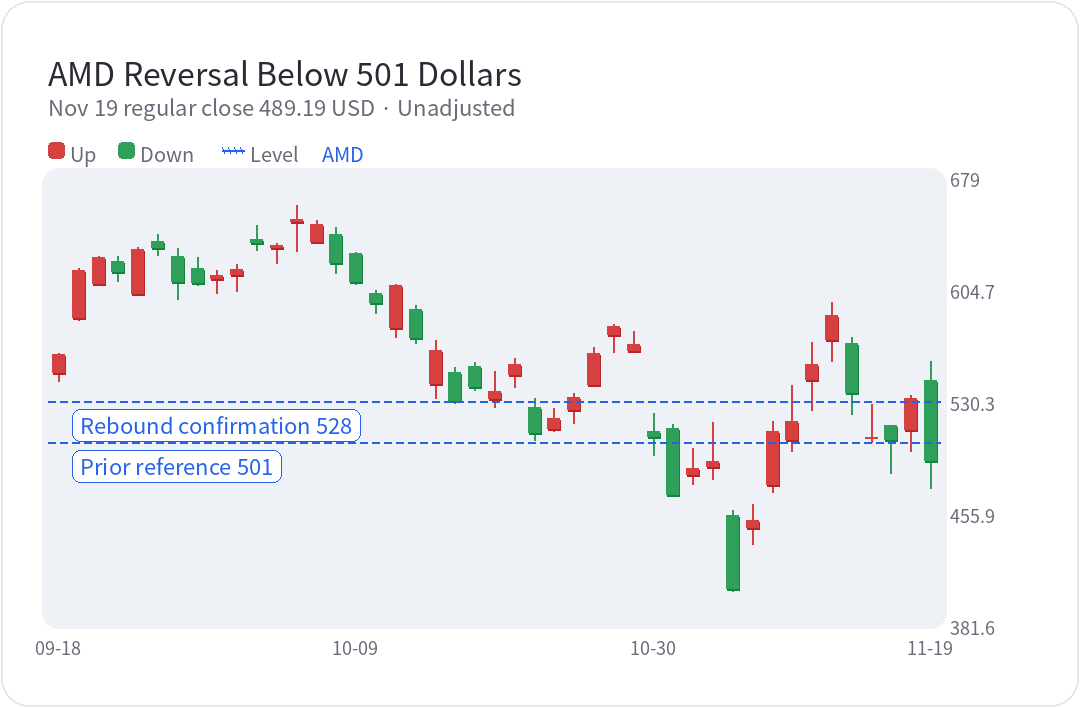 AMD Reversal Below 501 Dollars
Nov 19 regular close 489.19 USD · Unadjusted
Up Down Level AMD
679
604.7
530.3
Rebound confirmation 528
Prior reference 501
455.9
381.6
09-18 10-09 10-30 11-19